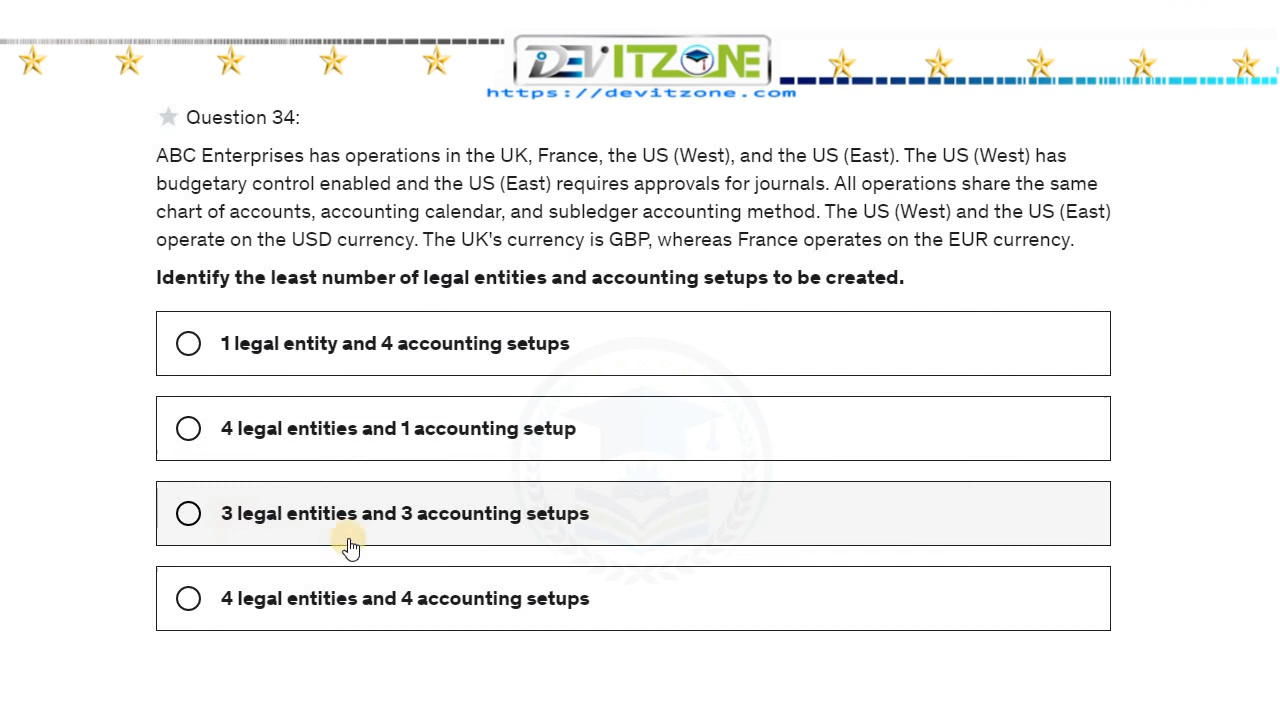 DEVITZONE
https://devitzone.com
Question 34:
ABC Enterprises has operations in the UK, France, the US (West), and the US (East). The US (West) has
budgetary control enabled and the US (East) requires approvals for journals. All operations share the same
chart of accounts, accounting calendar, and subledger accounting method. The US (West) and the US (East)
operate on the USD currency. The UK's currency is GBP, whereas France operates on the EUR currency.
Identify the least number of legal entities and accounting setups to be created.
1 legal entity and 4 accounting setups
4 legal entities and 1 accounting setup
3 legal entities and 3 accounting setups
4 legal entities and 4 accounting setups